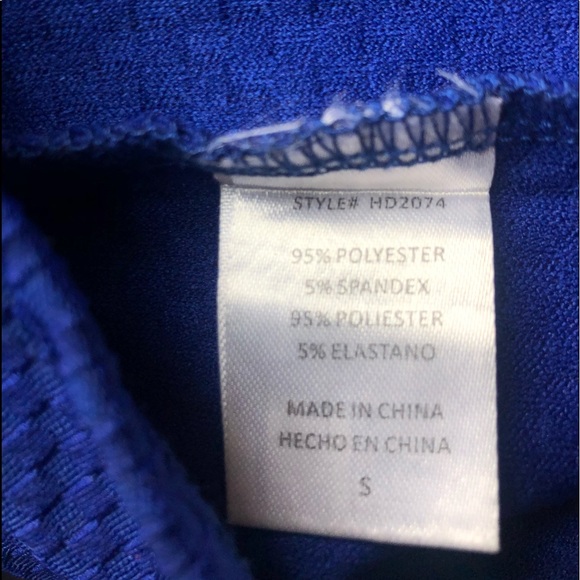 STYLE# HD2074
95% POLYESTER
5% SPANDEX
95% POLIESTER
5% ELASTANO
MADE IN CHINA
HECHO EN CHINA
S